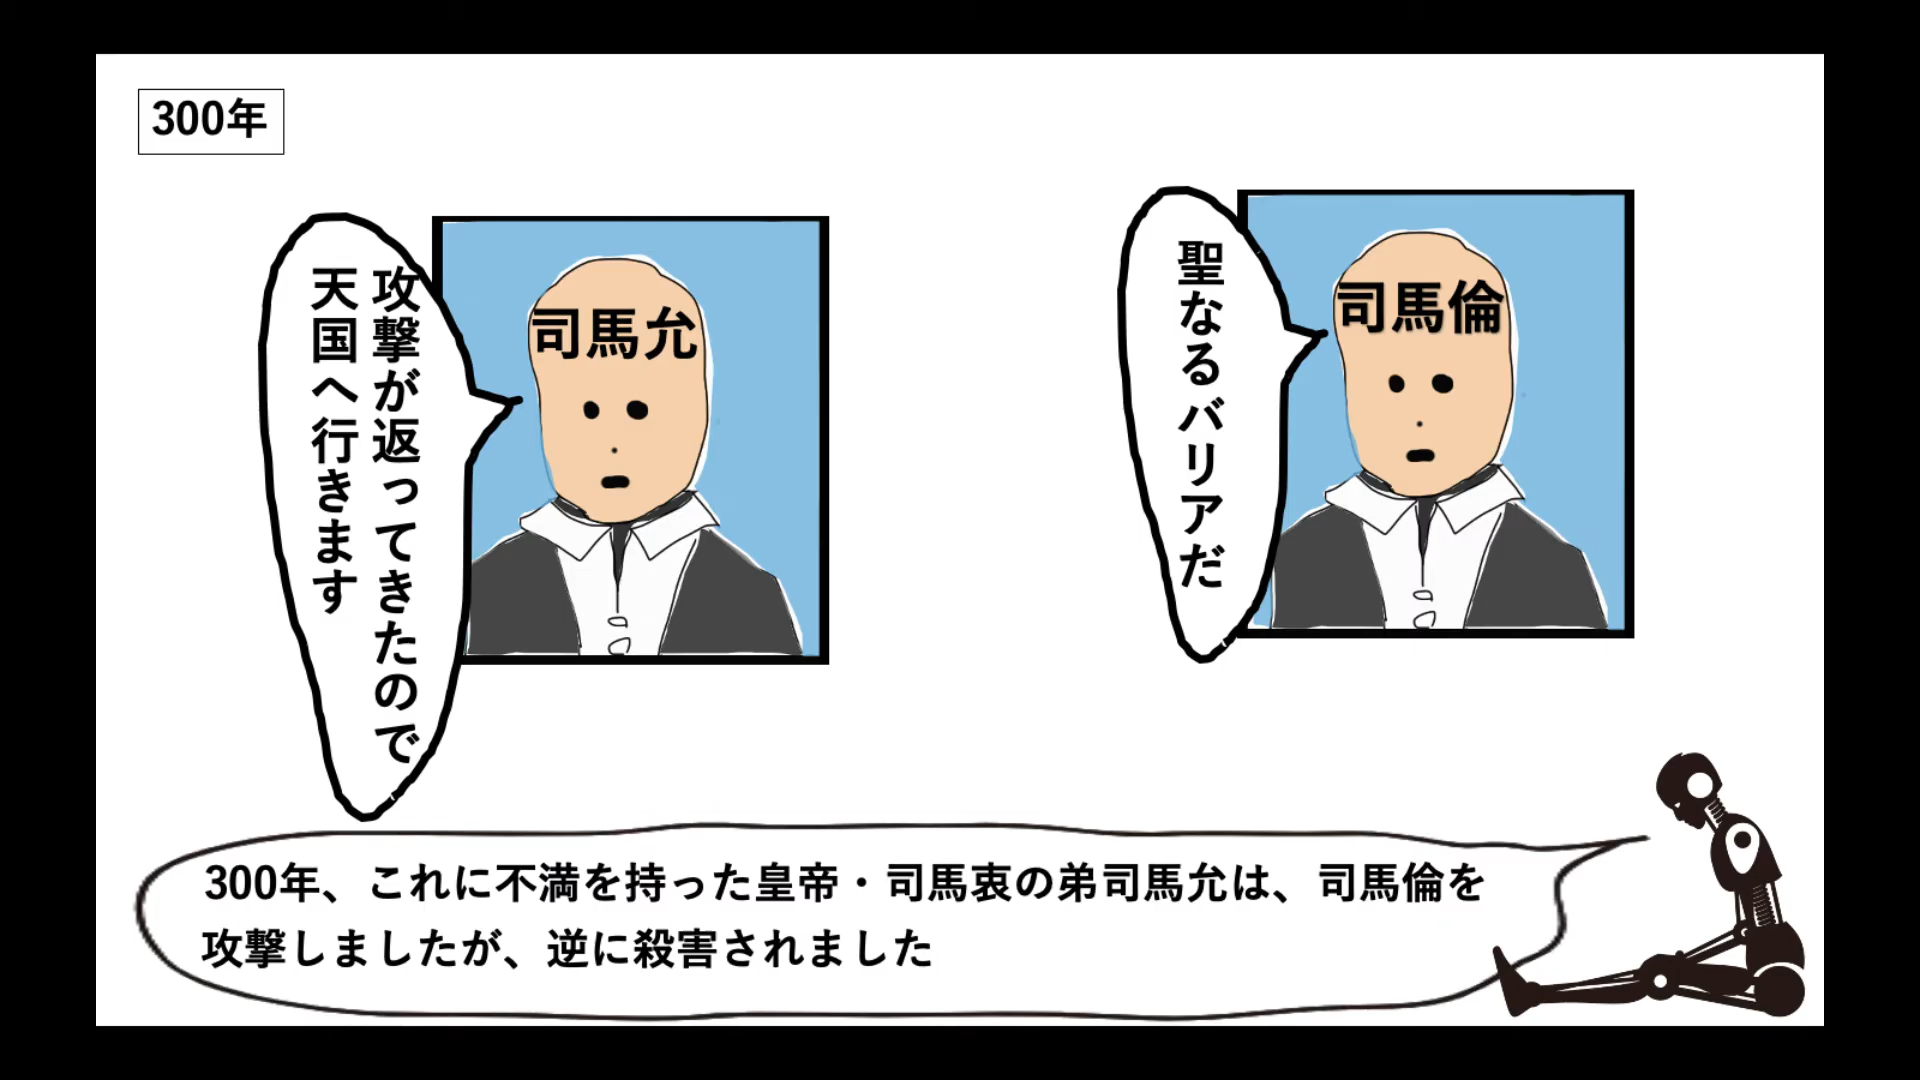 300年
攻撃が返ってきたので
天国へ行きます
司馬允
聖なるバリアだ
司馬倫
300年、これに不満を持った皇帝・司馬衷の弟司馬允は、司馬倫を
攻撃しましたが、逆に殺害されました